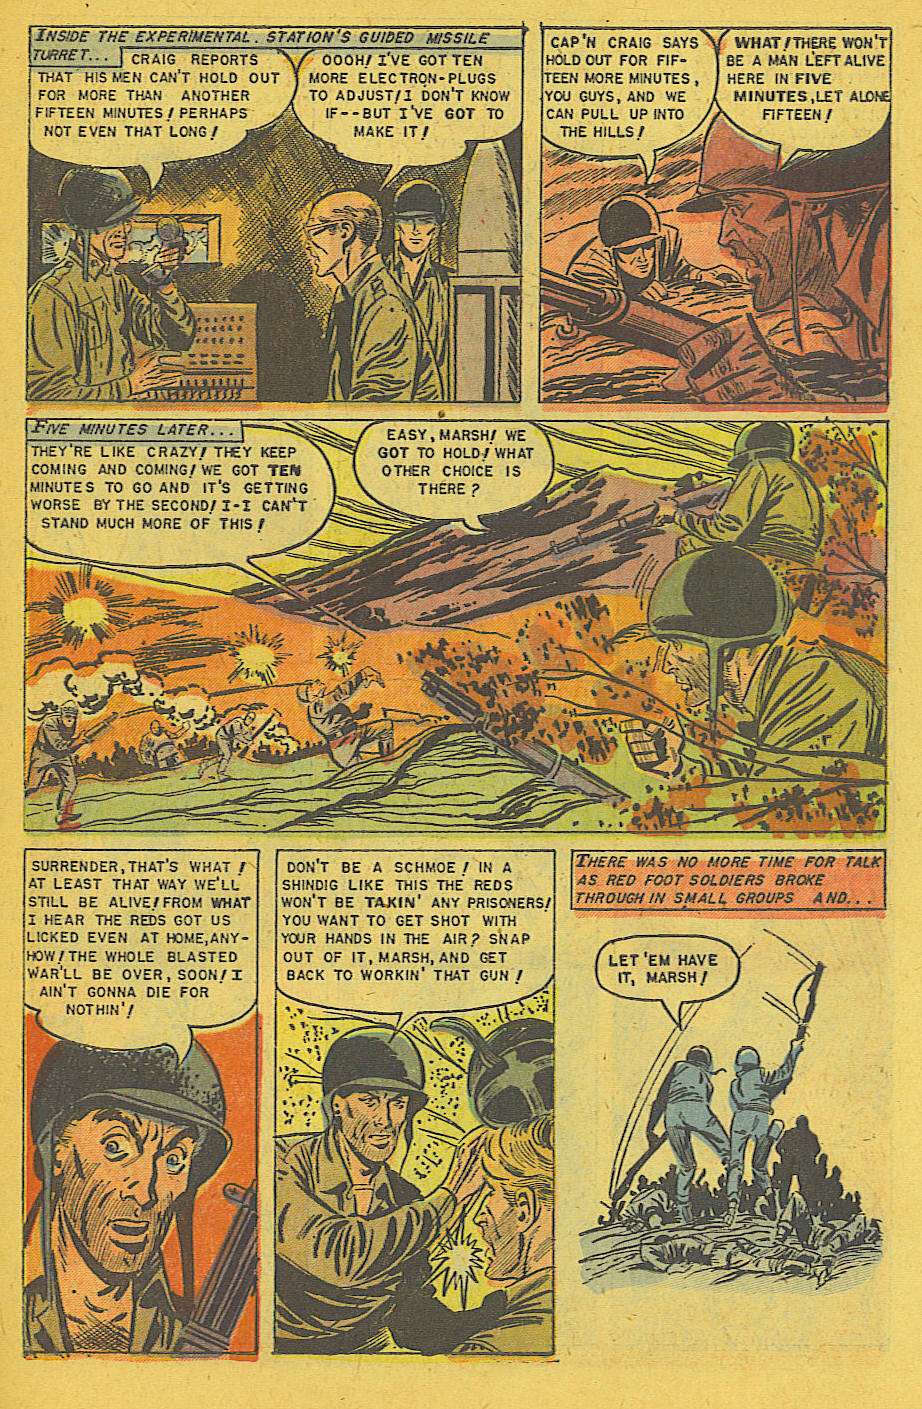 INSIDE THE EXPERIMENTAL. STATION'S GUIDED MISSILE
TURRET...
CRAIG REPORTS
THAT HIS MEN CAN'T HOLD OUT
FOR MORE THAN ANOTHER
FIFTEEN MINUTES! PERHAPS
NOT EVEN THAT LONG!
OOOH! I'VE GOT TEN
MORE ELECTRON-PLUGS
TO ADJUST! I DON'T KNOW
IF--BUT I'VE GOT TO
MAKE IT!
CAP'N CRAIG SAYS
HOLD OUT FOR FIF-
TEEN MORE MINUTES,
YOU GUYS, AND WE
CAN PULL UP INTO
THE HILLS!
WHAT! THERE WON'T
BE A MAN LEFT ALIVE
HERE IN FIVE
MINUTES, LET ALONE
FIFTEEN!
FIVE MINUTES LATER...
THEY'RE LIKE CRAZY! THEY KEEP
COMING AND COMING! WE GOT TEN
MINUTES TO GO AND IT'S GETTING
WORSE BY THE SECOND! I-I CAN'T
STAND MUCH MORE OF THIS!
EASY, MARSH! WE
GOT TO HOLD! WHAT
OTHER CHOICE IS
THERE?
SURRENDER, THAT'S WHAT!
AT LEAST THAT WAY WE'LL
STILL BE ALIVE! FROM WHAT
I HEAR THE REDS GOT US
LICKED EVEN AT HOME, ANY-
HOW! THE WHOLE BLASTED
WAR'LL BE OVER, SOON! I
AIN'T GONNA DIE FOR
NOTHIN'!
DON'T BE A SCHMOE! IN A
SHINDIG LIKE THIS THE REDS
WON'T BE TAKIN' ANY PRISONERS!
YOU WANT TO GET SHOT WITH
YOUR HANDS IN THE AIR? SNAP
OUT OF IT, MARSH, AND GET
BACK TO WORKIN' THAT GUN!
THERE WAS NO MORE TIME FOR TALK
AS RED FOOT SOLDIERS BROKE
THROUGH IN SMALL GROUPS AND...
LET 'EM HAVE
IT, MARSH!